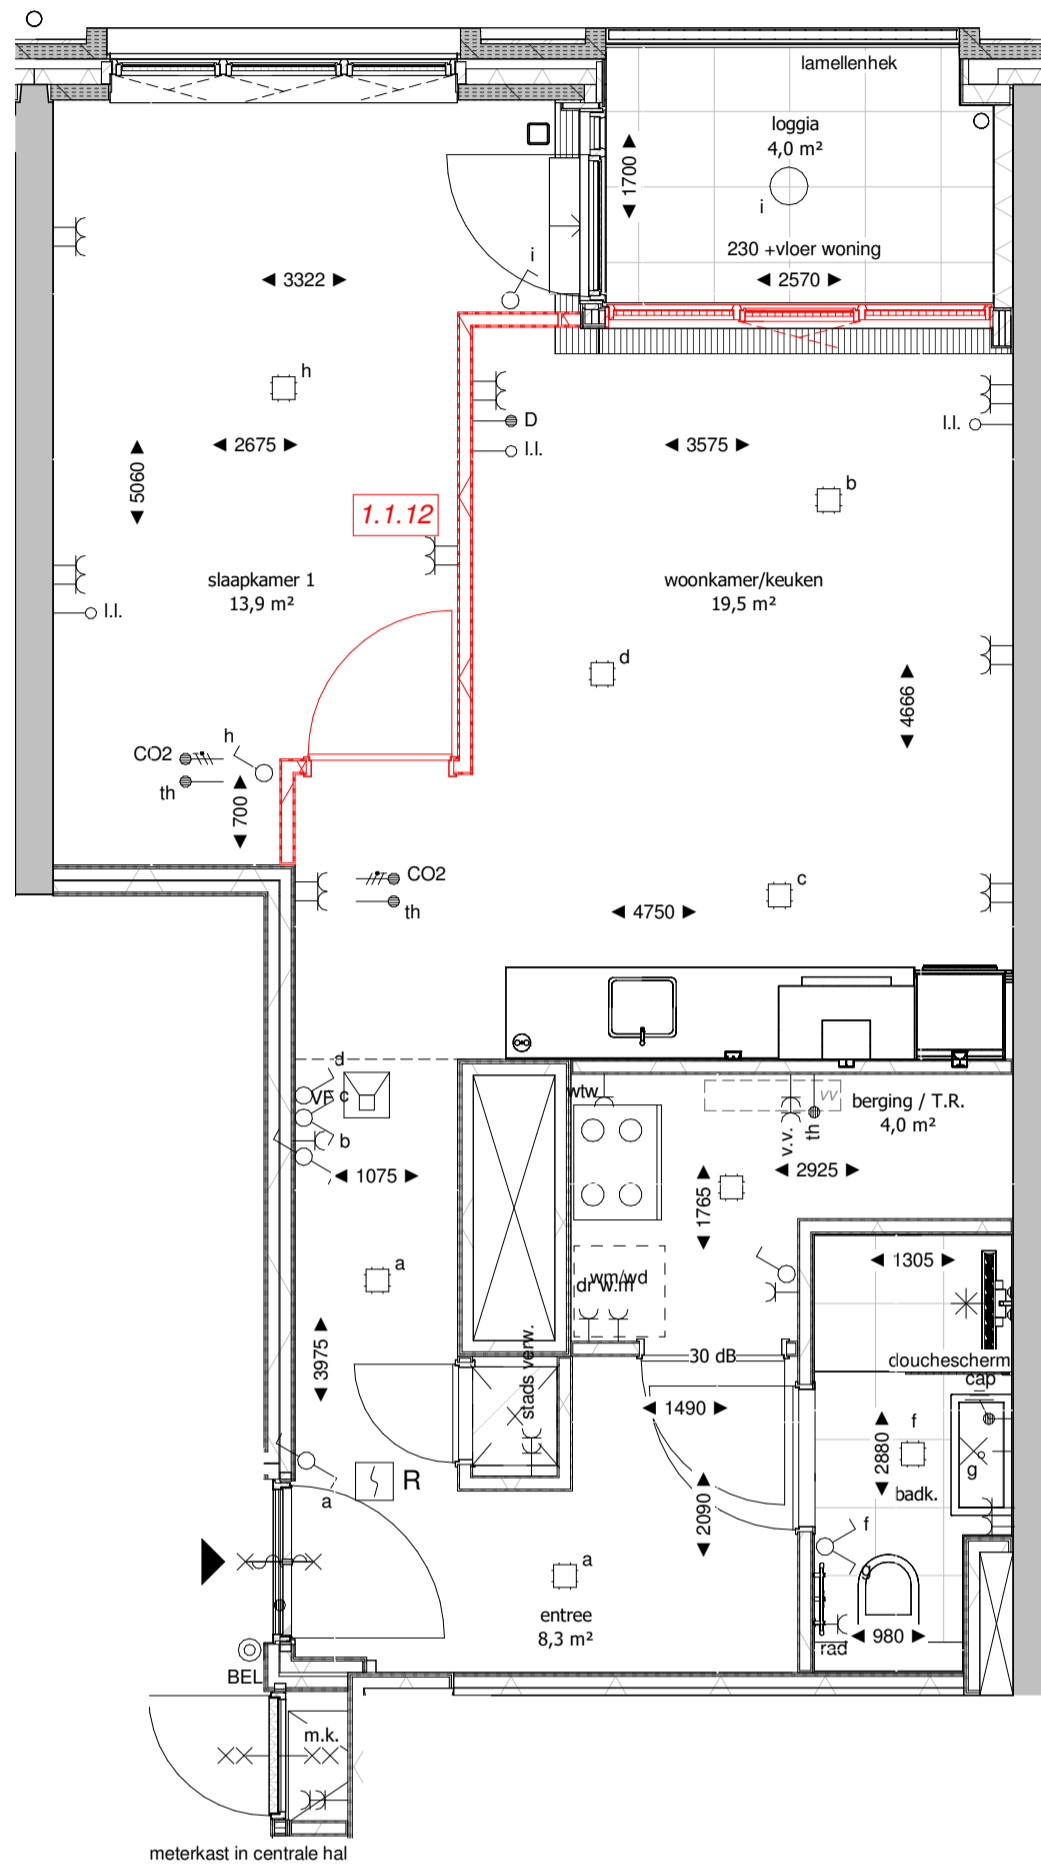 lamellenhek
loggia
4,0 m²
1700
i
230 +vloer woning
2570
i
3322
h
D
l.l.
l.l.
2675
3575
5060
b
1.1.12
slaapkamer 1
13,9 m²
woonkamer/keuken
19,5 m²
l.l.
d
4666
h
CO2
th
700
CO2
th
c
4750
d
VF c
b
wtw
vv
berging / T.R.
4,0 m²
v.v.
th
1075
2925
1765
a
1305
wm/wd
dr w.m
3975
stads verw.
30 dB
douchescherm
cap
1490
f
2880
g
badk.
R
a
2090
f
g
a
entree
8,3 m²
980
rad
BEL
m.k.
meterkast in centrale hal